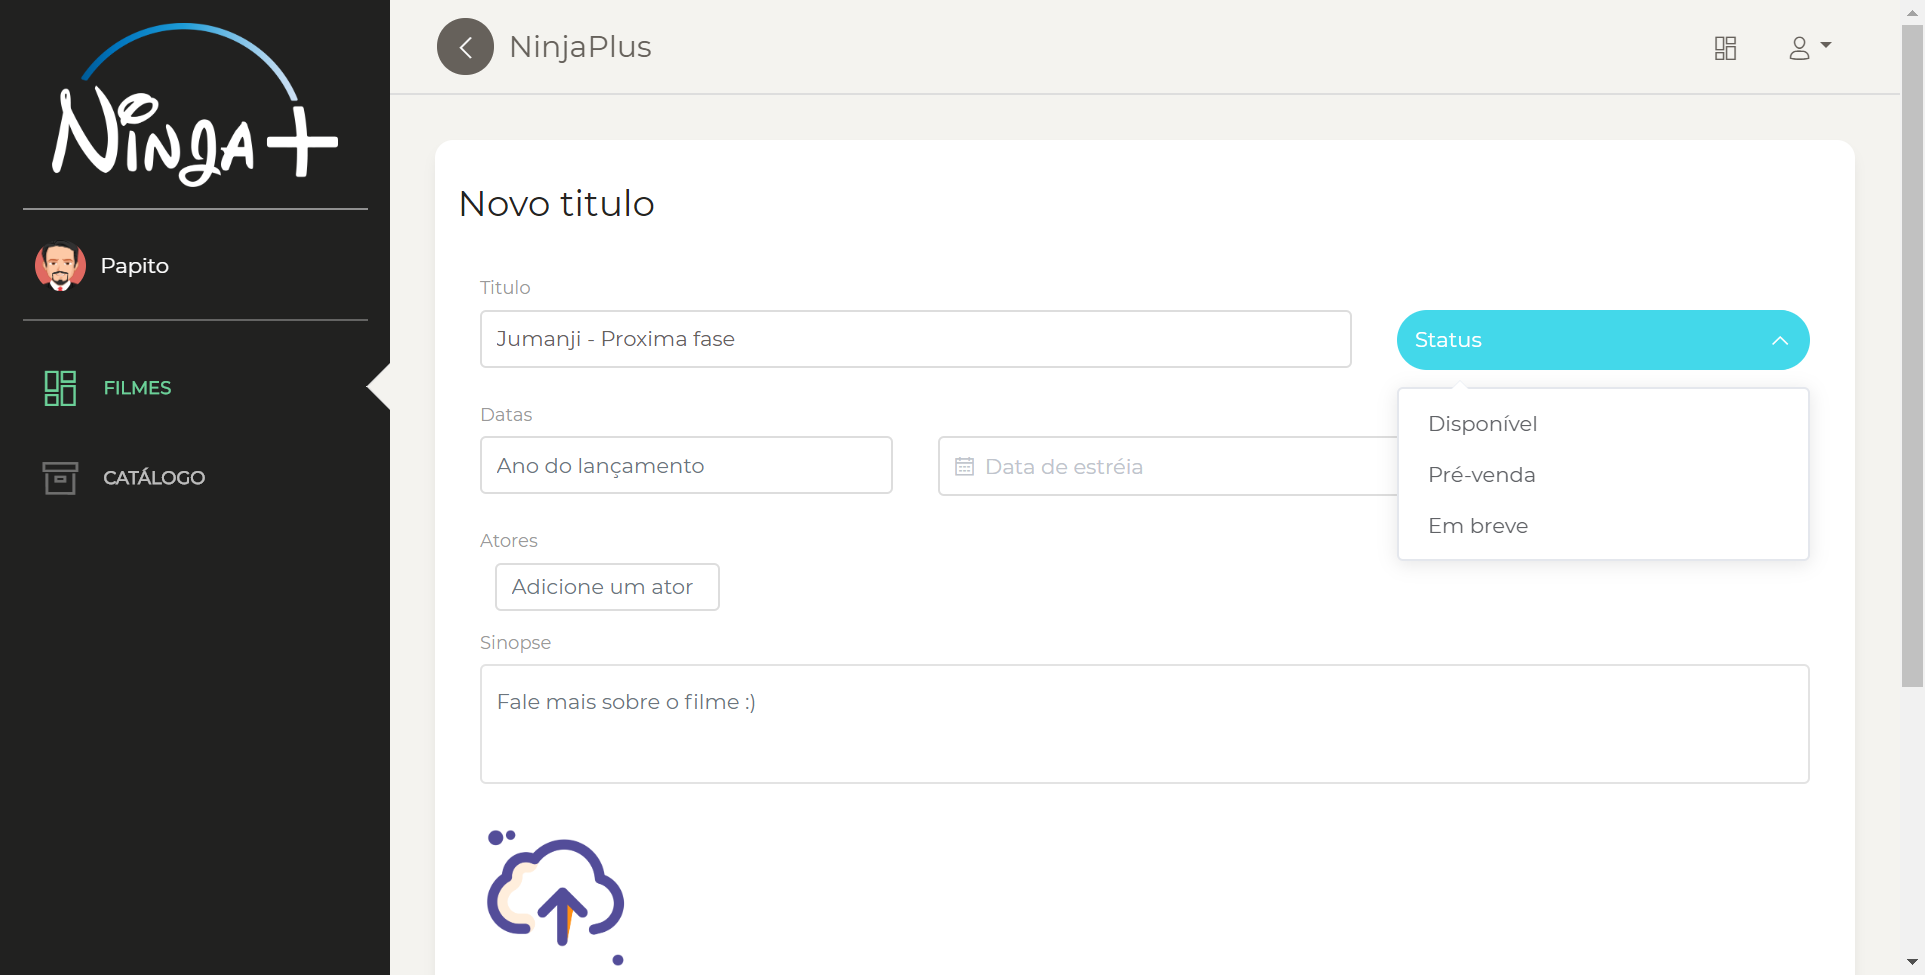 Ninja+
Papito
FILMES
CATÁLOGO
NinjaPlus
Novo titulo
Titulo
Jumanji - Proxima fase
Status
Disponível
Pré-venda
Em breve
Datas
Ano do lançamento
Data de estréia
Atores
Adicione um ator
Sinopse
Fale mais sobre o filme :)